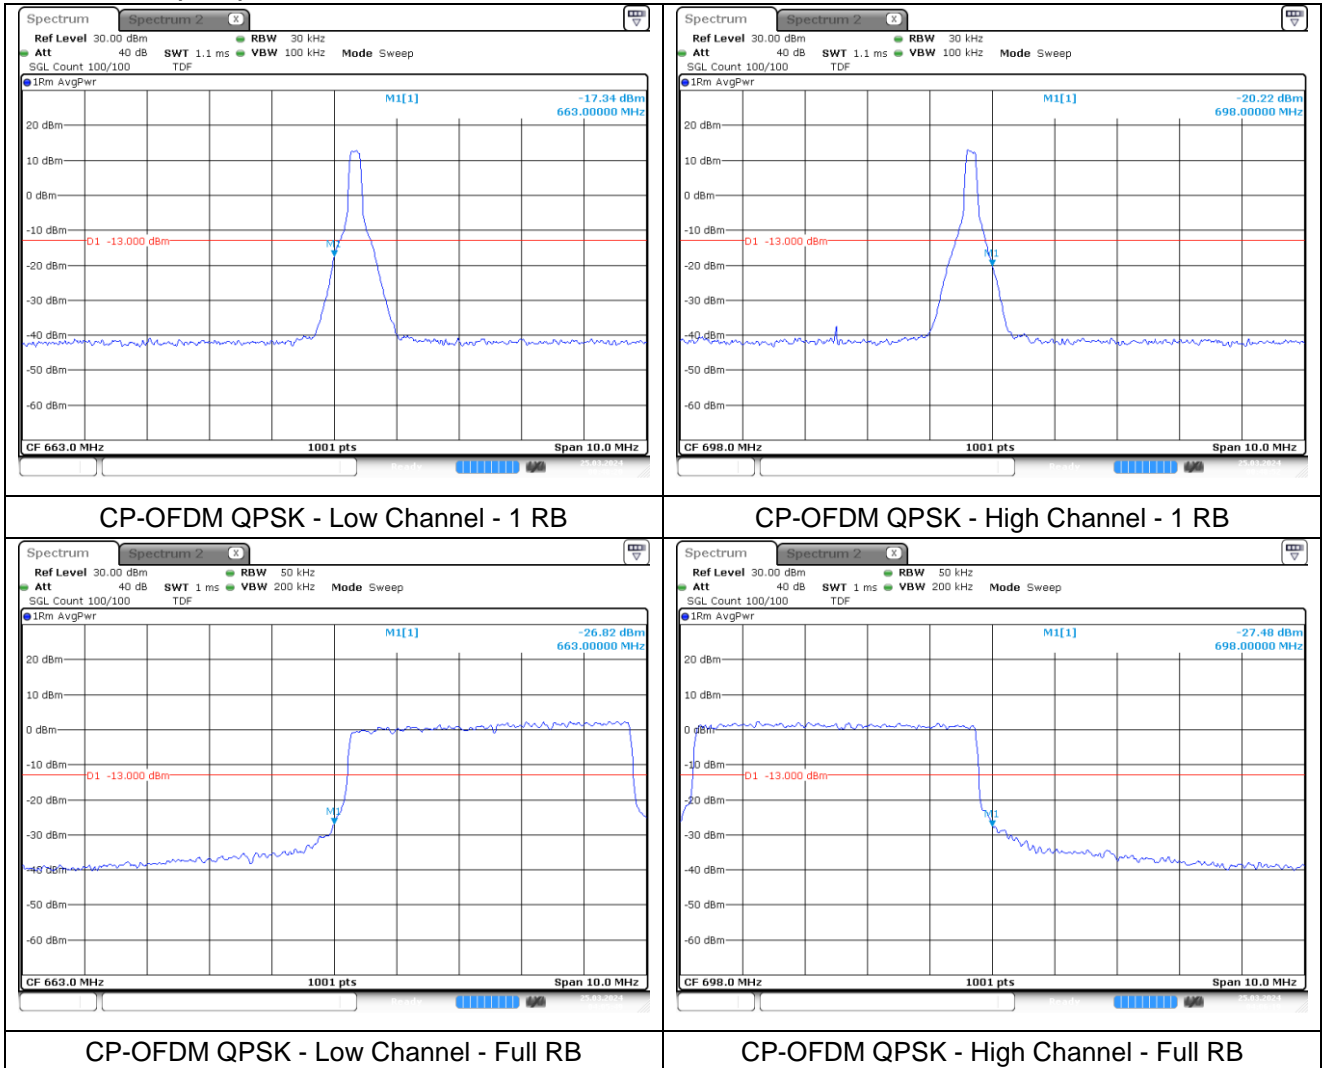 Spectrum Spectrum 2 X
Ref Level 30.00 dBm RBW 30 kHz
Att 40 dB SWT 1.1 ms VBW 100 kHz Mode Sweep
SGL Count 100/100 TDF
1Rm AvgPwr
M1[1] -17.34 dBm
663.00000 MHz
20 dBm
10 dBm
0 dBm
-10 dBm
D1 -13.000 dBm
M1
-20 dBm
-30 dBm
-40 dBm
-50 dBm
-60 dBm
CF 663.0 MHz 1001 pts Span 10.0 MHz
Ready 25.03.2024
CP-OFDM QPSK - Low Channel - 1 RB
Spectrum Spectrum 2 X
Ref Level 30.00 dBm RBW 30 kHz
Att 40 dB SWT 1.1 ms VBW 100 kHz Mode Sweep
SGL Count 100/100 TDF
1Rm AvgPwr
M1[1] -20.22 dBm
698.00000 MHz
20 dBm
10 dBm
0 dBm
-10 dBm
D1 -13.000 dBm
M1
-20 dBm
-30 dBm
-40 dBm
-50 dBm
-60 dBm
CF 698.0 MHz 1001 pts Span 10.0 MHz
Ready 25.03.2024
CP-OFDM QPSK - High Channel - 1 RB
Spectrum Spectrum 2 X
Ref Level 30.00 dBm RBW 50 kHz
Att 40 dB SWT 1 ms VBW 200 kHz Mode Sweep
SGL Count 100/100 TDF
1Rm AvgPwr
M1[1] -26.82 dBm
663.00000 MHz
20 dBm
10 dBm
0 dBm
-10 dBm
D1 -13.000 dBm
-20 dBm
M1
-30 dBm
-40 dBm
-50 dBm
-60 dBm
CF 663.0 MHz 1001 pts Span 10.0 MHz
Ready 25.03.2024
CP-OFDM QPSK - Low Channel - Full RB
Spectrum Spectrum 2 X
Ref Level 30.00 dBm RBW 50 kHz
Att 40 dB SWT 1 ms VBW 200 kHz Mode Sweep
SGL Count 100/100 TDF
1Rm AvgPwr
M1[1] -27.48 dBm
698.00000 MHz
20 dBm
10 dBm
0 dBm
-10 dBm
D1 -13.000 dBm
-20 dBm
M1
-30 dBm
-40 dBm
-50 dBm
-60 dBm
CF 698.0 MHz 1001 pts Span 10.0 MHz
Ready 25.03.2024
CP-OFDM QPSK - High Channel - Full RB